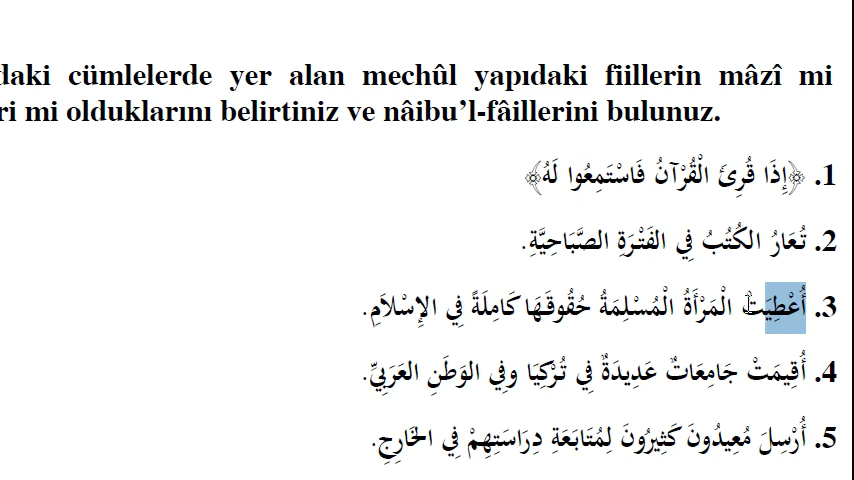 daki cümlelerde yer alan mechûl yapıdaki fiillerin mâzî mi
ri mi olduklarını belirtiniz ve nâibu’l-fâillerini bulunuz.
1. ﴿إِذَا قُرِئَ الْقُرْآنُ فَاسْتَمِعُوا لَهُ﴾
2. تُعَارُ الكُتُبُ فِي الفَتْرَةِ الصَّبَاحِيَّةِ.
3. أُعْطِيَتْ الْمَرْأَةُ الْمُسْلِمَةُ حُقُوقَهَا كَامِلَةً فِي الإِسْلاَمِ.
4. أُقِيمَتْ جَامِعَاتٌ عَدِيدَةٌ فِي تُرْكِيَا وفِي الوَطَنِ العَرَبِيِّ.
5. أُرْسِلَ مُعِيدُونَ كَثِيرُونَ لِمُتَابَعَةِ دِرَاسَتِهِمْ فِي الخَارِجِ.